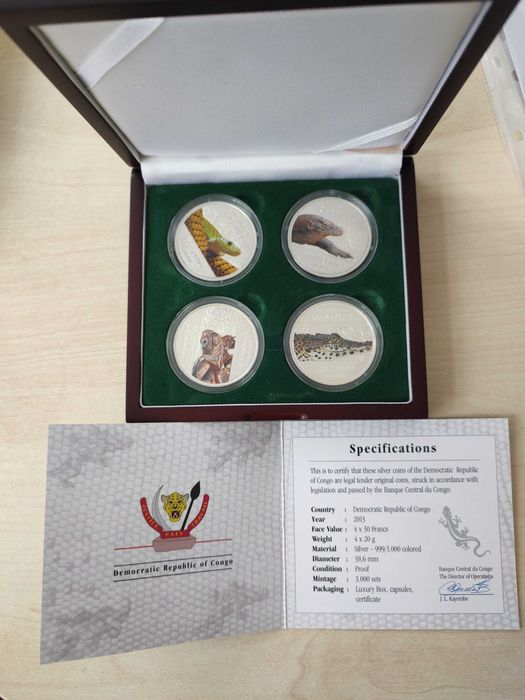 JUSTICE PAIX TRAVAIL
Democratic Republic of Congo
Specifications
This is to certify that these silver coins of the Democratic Republic
of Congo are legal tender original coins, struck in accordance with
legislation and passed by the Banque Central du Congo.
Country : Democratic Republic of Congo
Year : 2013
Face Value : 4 x 30 Francs
Weight : 4 x 20 g
Material : Silver – 999/1.000 colored
Diameter : 38,6 mm
Condition : Proof
Mintage : 3.000 sets
Packaging : Luxury Box, capsules,
certificate
Banque Central du Congo
The Director of Operations
J. L. Kayembe